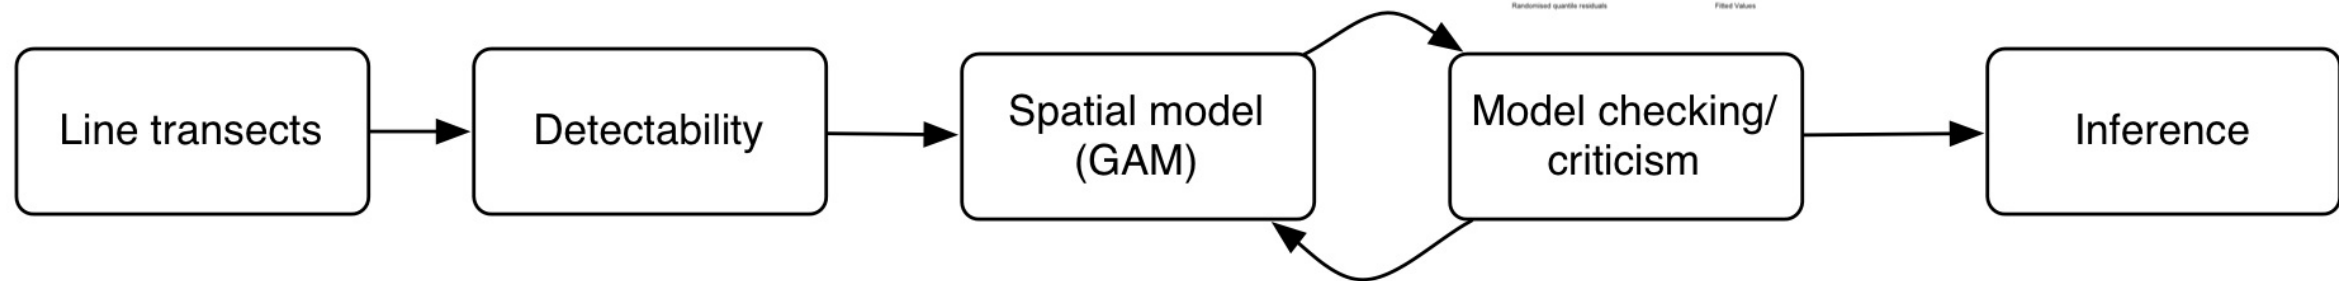 Randomised quantile residuals
Fitted Values
Line transects
Detectability
Spatial model
(GAM)
Model checking/
criticism
Inference